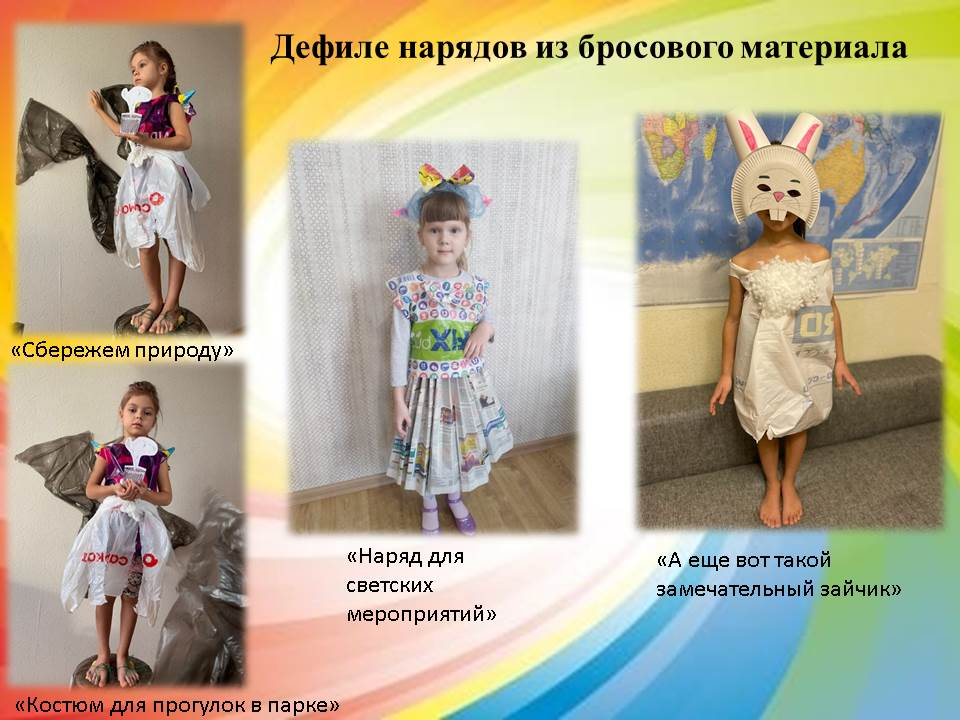 Дефиле нарядов из бросового материала
«Сбережем природу»
«Костюм для прогулок в парке»
«Наряд для
светских
мероприятий»
«А еще вот такой
замечательный зайчик»